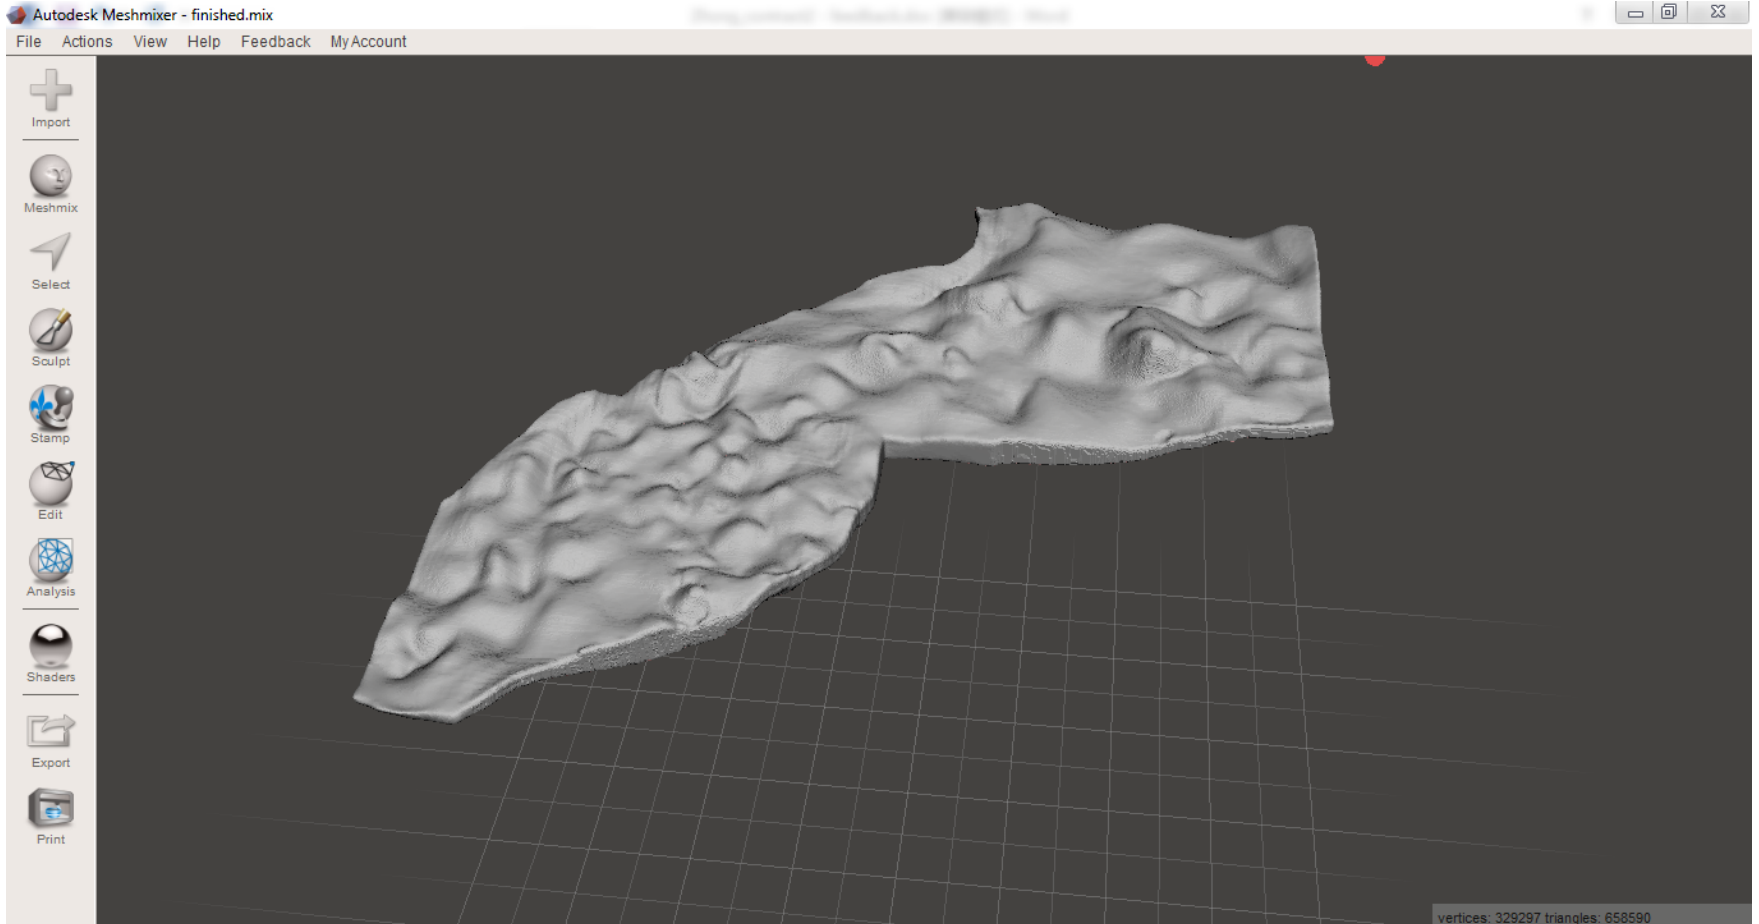 Autodesk Meshmixer - finished.mix
File Actions View Help Feedback My Account
Import
Meshmix
Select
Sculpt
Stamp
Edit
Analysis
Shaders
Export
Print
vertices: 329297 triangles: 658590